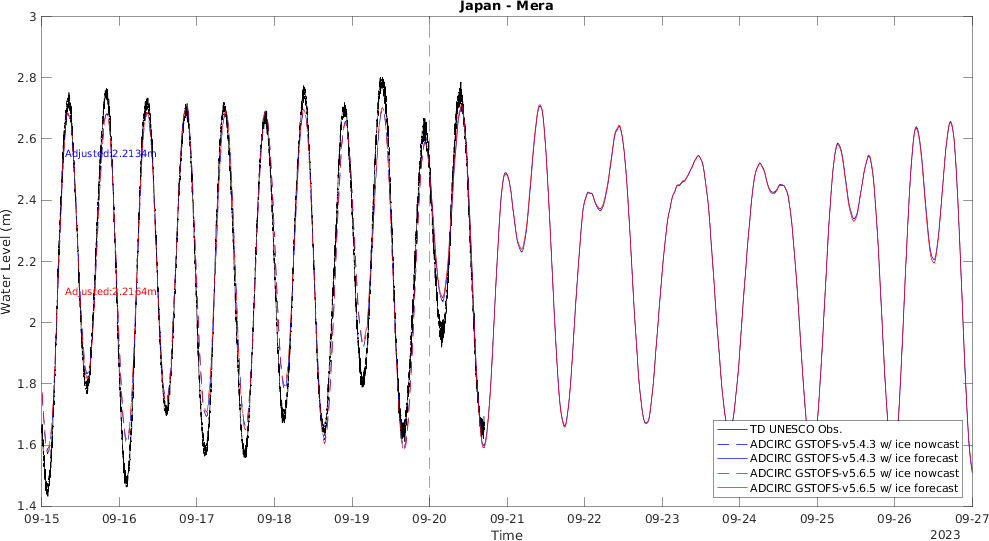 Japan - Mera
3
2.8
2.6
2.4
2.2
2
1.8
1.6
1.4
Water Level (m)
Adjusted:2.2134m
Adjusted:2.2164m
TD UNESCO Obs.
ADCIRC GSTOFS-v5.4.3 w/ ice nowcast
ADCIRC GSTOFS-v5.4.3 w/ ice forecast
ADCIRC GSTOFS-v5.6.5 w/ ice nowcast
ADCIRC GSTOFS-v5.6.5 w/ ice forecast
09-15 09-16 09-17 09-18 09-19 09-20 09-21 09-22 09-23 09-24 09-25 09-26 09-27
Time
2023